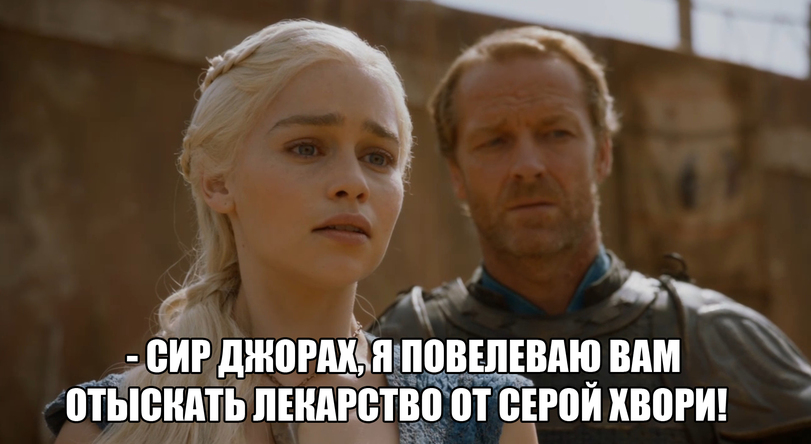 - СИР ДЖОРАХ, Я ПОВЕЛЕВАЮ ВАМ
ОТЫСКАТЬ ЛЕКАРСТВО ОТ СЕРОЙ ХВОРИ!